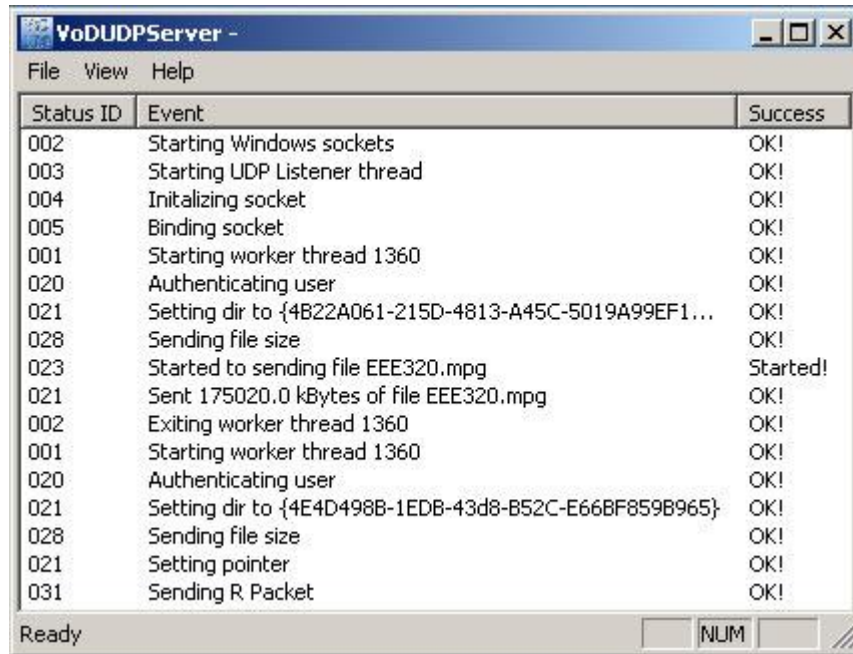 VoDUDPServer -
File View Help
Status ID Event Success
002 Starting Windows sockets OK!
003 Starting UDP Listener thread OK!
004 Initalizing socket OK!
005 Binding socket OK!
001 Starting worker thread 1360 OK!
020 Authenticating user OK!
021 Setting dir to {4B22A061-215D-4813-A45C-5019A99EF1... OK!
028 Sending file size OK!
023 Started to sending file EEE320.mpg Started!
021 Sent 175020.0 kBytes of file EEE320.mpg OK!
002 Exiting worker thread 1360 OK!
001 Starting worker thread 1360 OK!
020 Authenticating user OK!
021 Setting dir to {4E4D498B-1EDB-43d8-B52C-E66BF859B965} OK!
028 Sending file size OK!
021 Setting pointer OK!
031 Sending R Packet OK!
Ready NUM